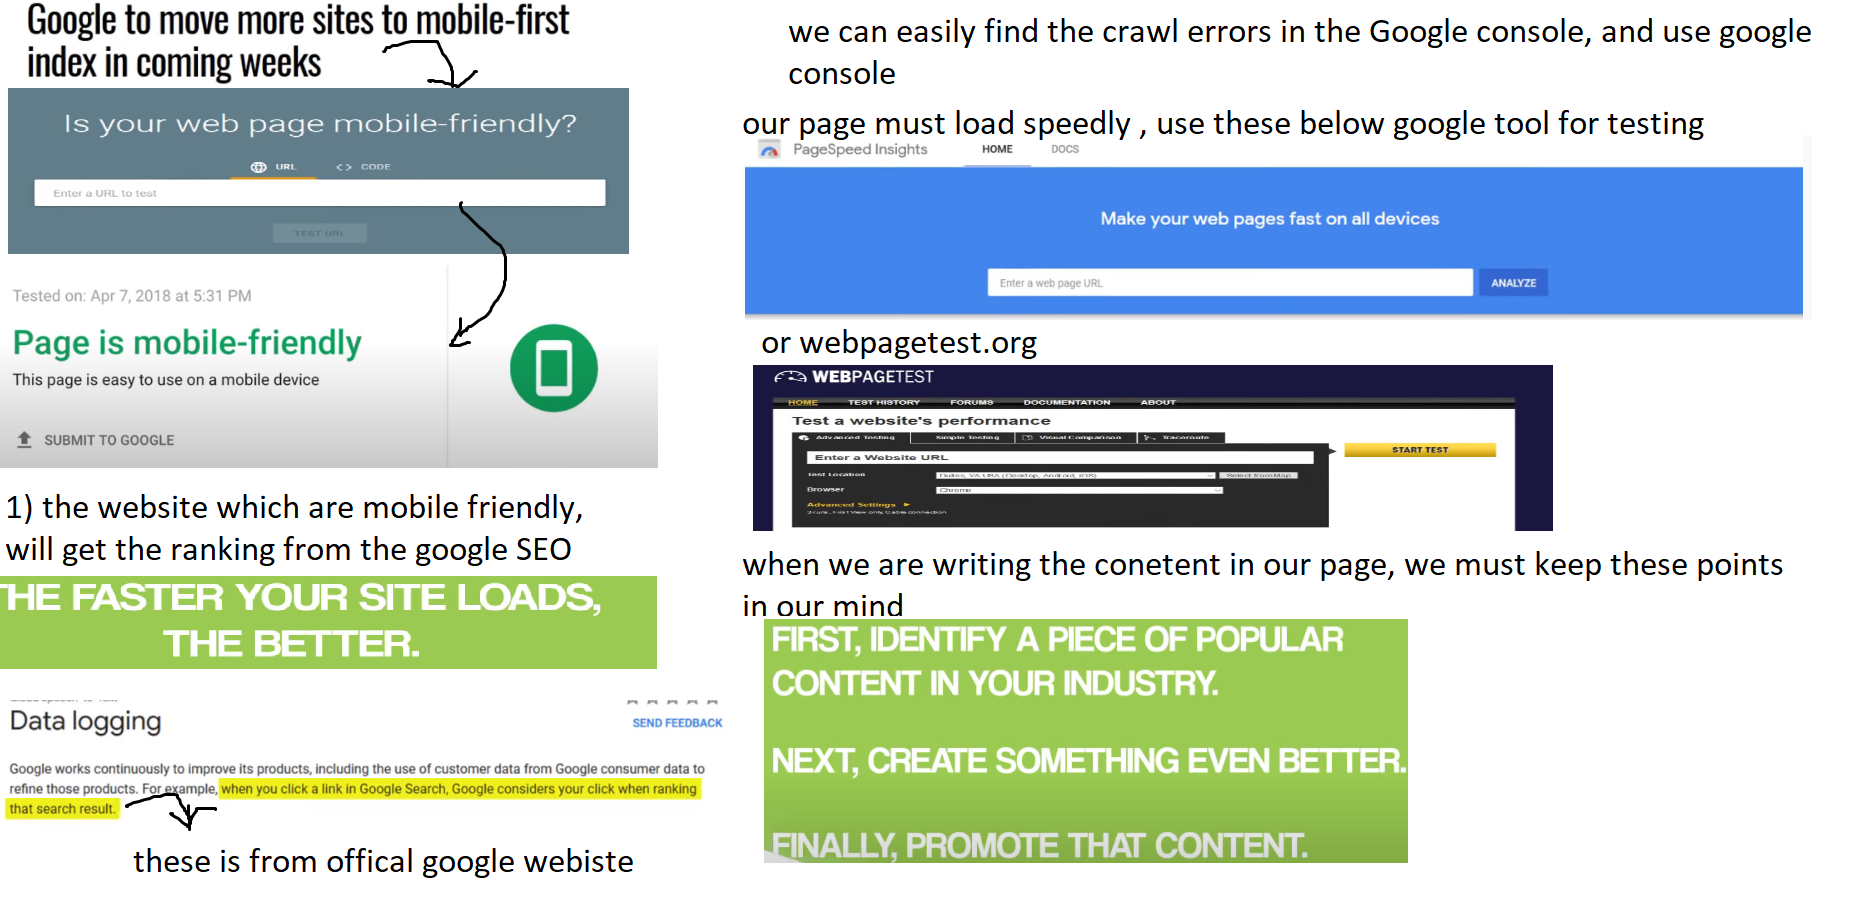 Google to move more sites to mobile-first
index in coming weeks
Is your web page mobile-friendly?
URL
<> CODE
Enter a URL to test
TEST URL
Tested on: Apr 7, 2018 at 5:31 PM
Page is mobile-friendly
This page is easy to use on a mobile device
SUBMIT TO GOOGLE
1) the website which are mobile friendly,
will get the ranking from the google SEO
THE FASTER YOUR SITE LOADS,
THE BETTER.
Data logging
SEND FEEDBACK
Google works continuously to improve its products, including the use of customer data from Google consumer data to
refine those products. For example, when you click a link in Google Search, Google considers your click when ranking
that search result.
these is from offical google webiste
we can easily find the crawl errors in the Google console, and use google
console
our page must load speedly , use these below google tool for testing
PageSpeed Insights
HOME
DOCS
Make your web pages fast on all devices
Enter a web page URL
ANALYZE
or webpagetest.org
WEBPAGETEST
HOME
TEST HISTORY
FORUMS
DOCUMENTATION
ABOUT
Test a website's performance
Advanced Testing
Simple Testing
Visual Comparison
Traceroute
Enter a Website URL
START TEST
Test Location
Dulles, VA USA (Desktop, Android, iOS)
Select from Map
Browser
Chrome
Advanced Settings
First View only, Cable connection
when we are writing the conetent in our page, we must keep these points
in our mind
FIRST, IDENTIFY A PIECE OF POPULAR
CONTENT IN YOUR INDUSTRY.
NEXT, CREATE SOMETHING EVEN BETTER.
FINALLY, PROMOTE THAT CONTENT.